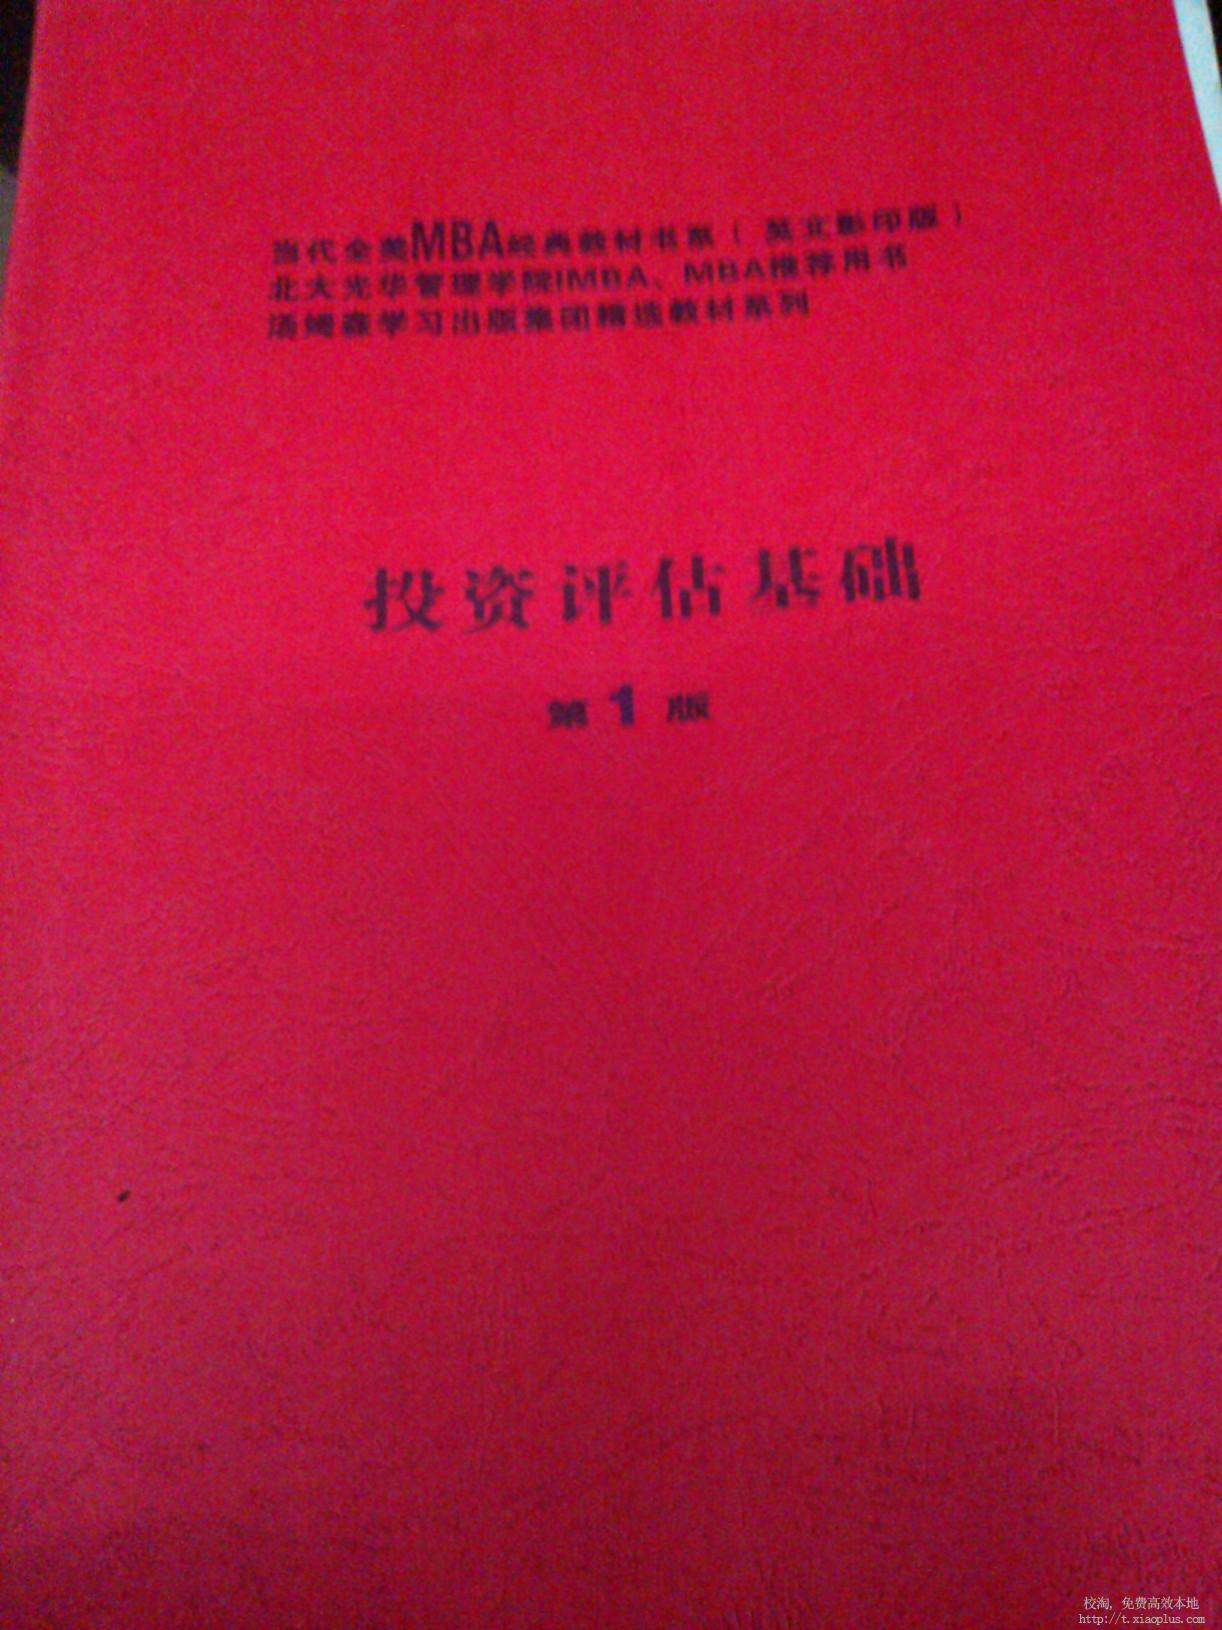 当代全美MBA经典教材书系（英文影印版）
北大光华管理学院IMBA、MBA推荐用书
汤姆森学习出版集团精选教材系列
投资评估基础
第1版
校淘，免费高效本地
http://t.xiaoplus.com